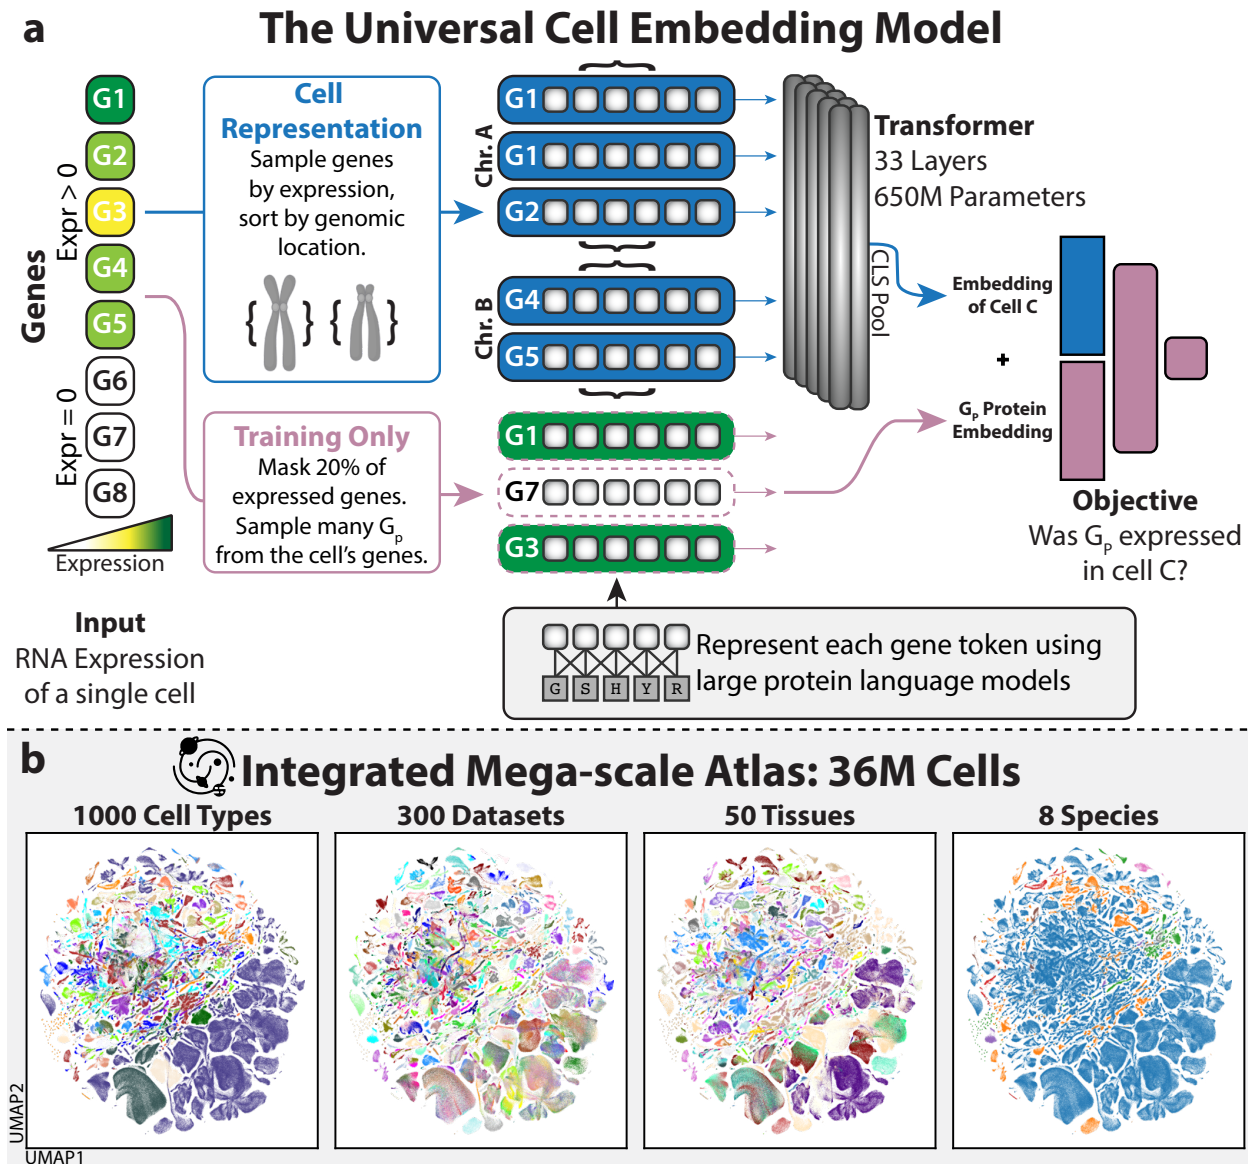 a
The Universal Cell Embedding Model
Genes
Expr > 0
Expr = 0
G1
G2
G3
G4
G5
G6
G7
G8
Expression
Input
RNA Expression
of a single cell
Cell
Representation
Sample genes
by expression,
sort by genomic
location.
Training Only
Mask 20% of
expressed genes.
Sample many Gp
from the cell's genes.
Chr. A
G1
G1
G2
Chr. B
G4
G5
G1
G7
G3
G S H Y R
Represent each gene token using
large protein language models
Transformer
33 Layers
650M Parameters
CLS Pool
Embedding
of Cell C
+
Gp Protein
Embedding
Objective
Was Gp expressed
in cell C?
b
Integrated Mega-scale Atlas: 36M Cells
1000 Cell Types
300 Datasets
50 Tissues
8 Species
UMAP2
UMAP1